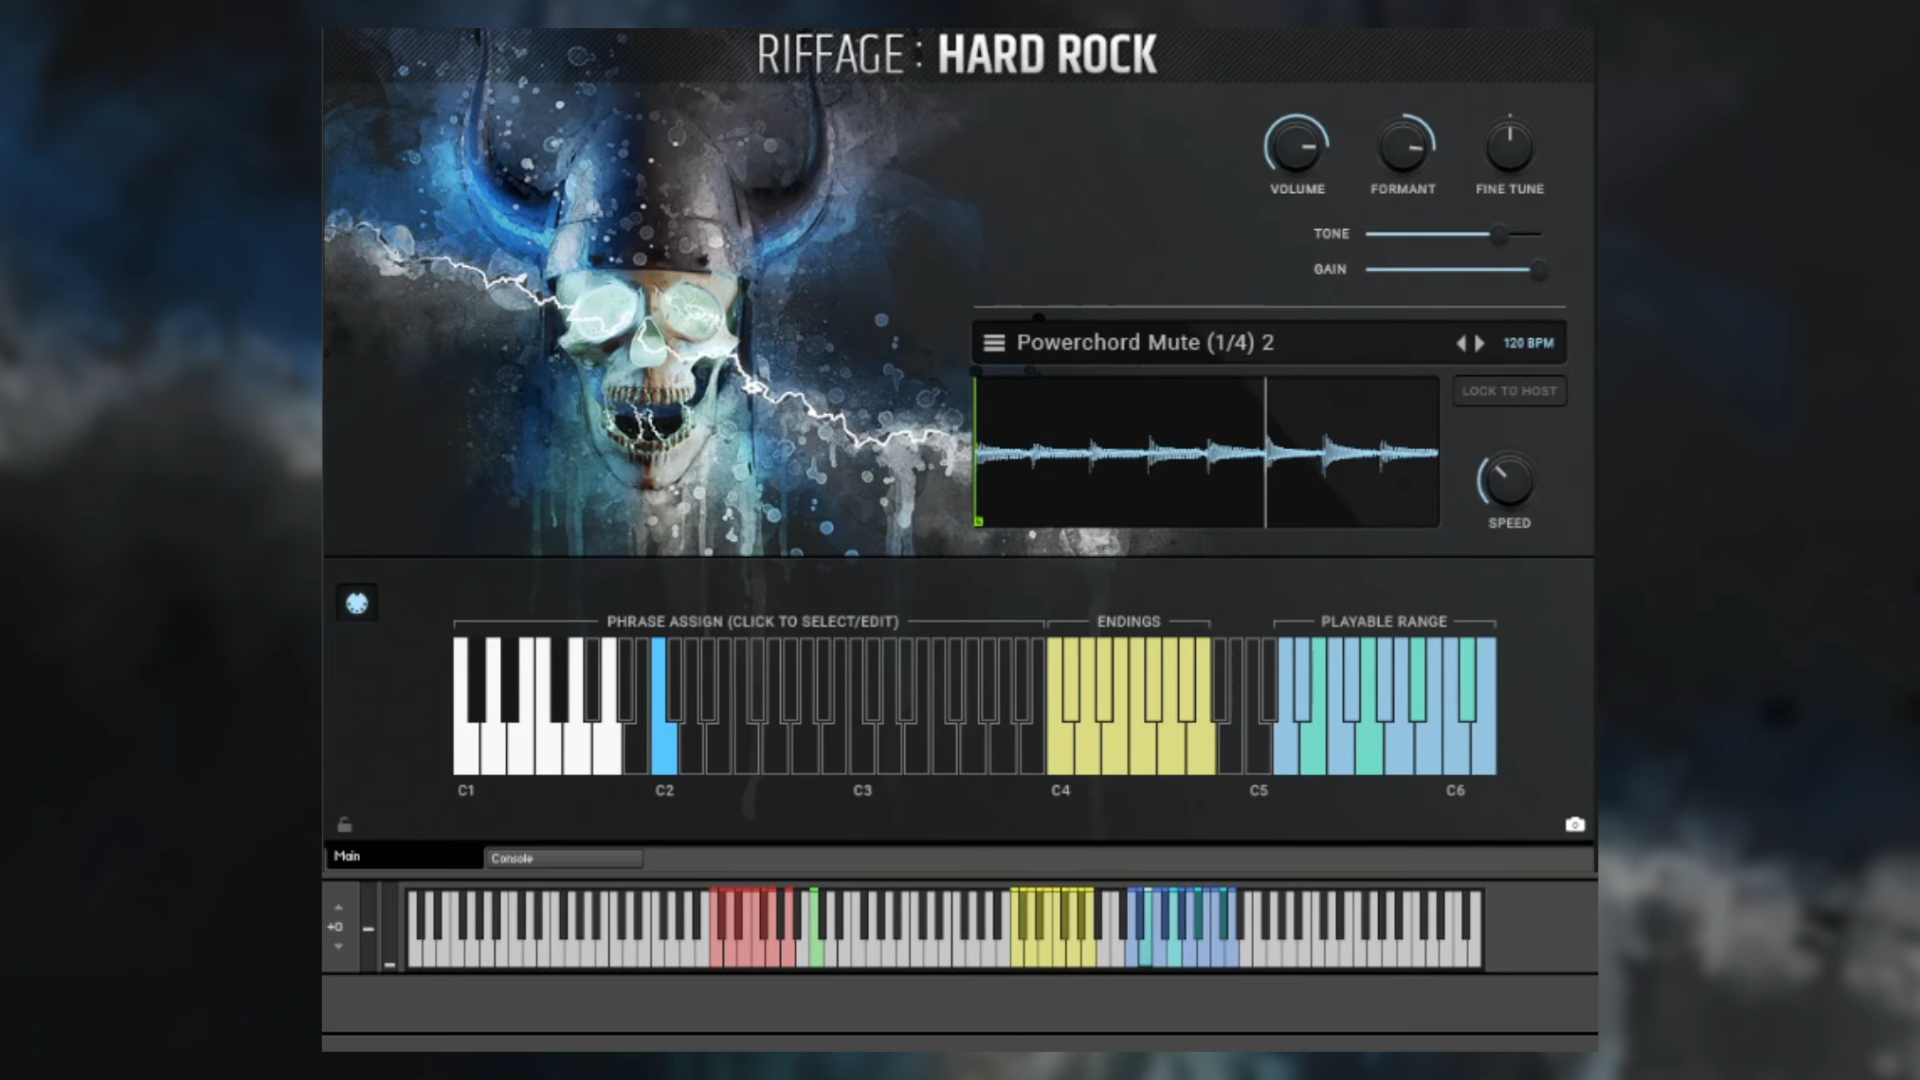 RIFFAGE : HARD ROCK
VOLUME FORMANT FINE TUNE
TONE
GAIN
Powerchord Mute (1/4) 2 120 BPM
LOCK TO HOST
SPEED
PHRASE ASSIGN (CLICK TO SELECT/EDIT) ENDINGS PLAYABLE RANGE
C1 C2 C3 C4 C5 C6
Main Console
+0